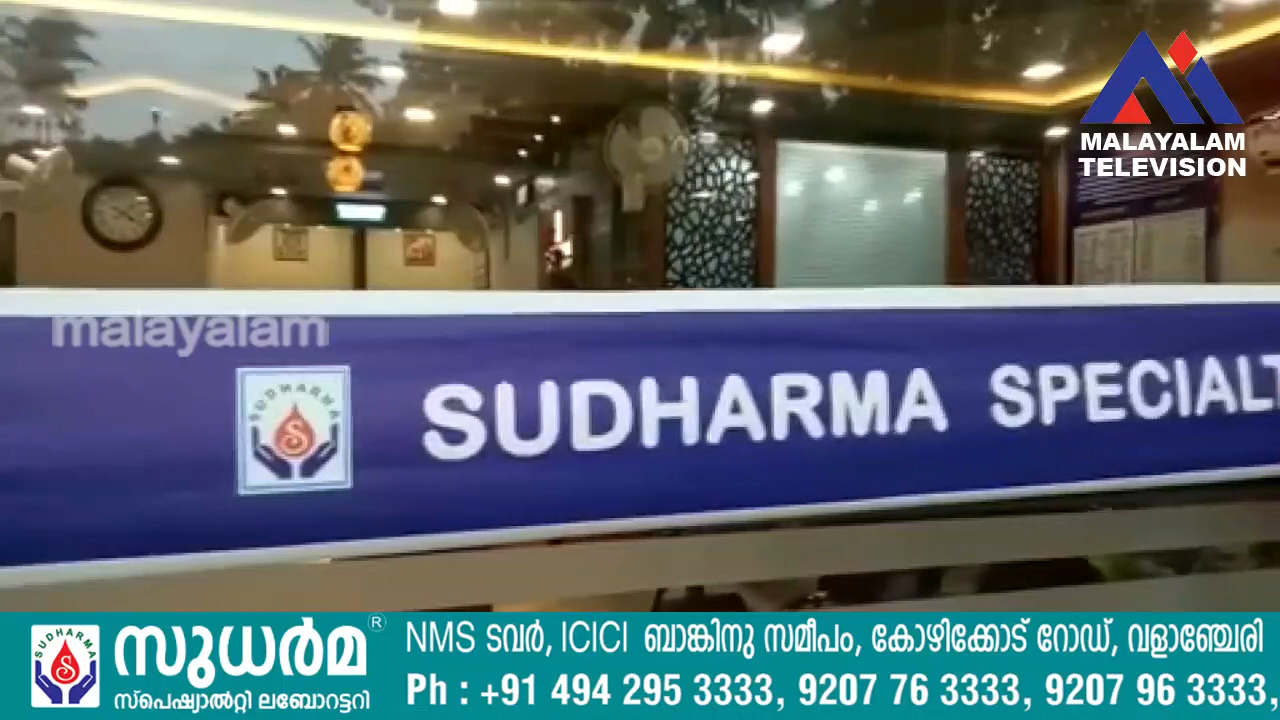 MALAYALAM
TELEVISION
malayalam
SUDHARMA
SUDHARMA SPECIALT
SUDHARMA
S
സുധർമ ®
സ്പെഷ്യാൽറ്റി ലബോറട്ടറി
NMS ടവർ, ICICI ബാങ്കിനു സമീപം, കോഴിക്കോട് റോഡ്, വളാഞ്ചേരി
Ph : +91 494 295 3333, 9207 76 3333, 9207 96 3333,